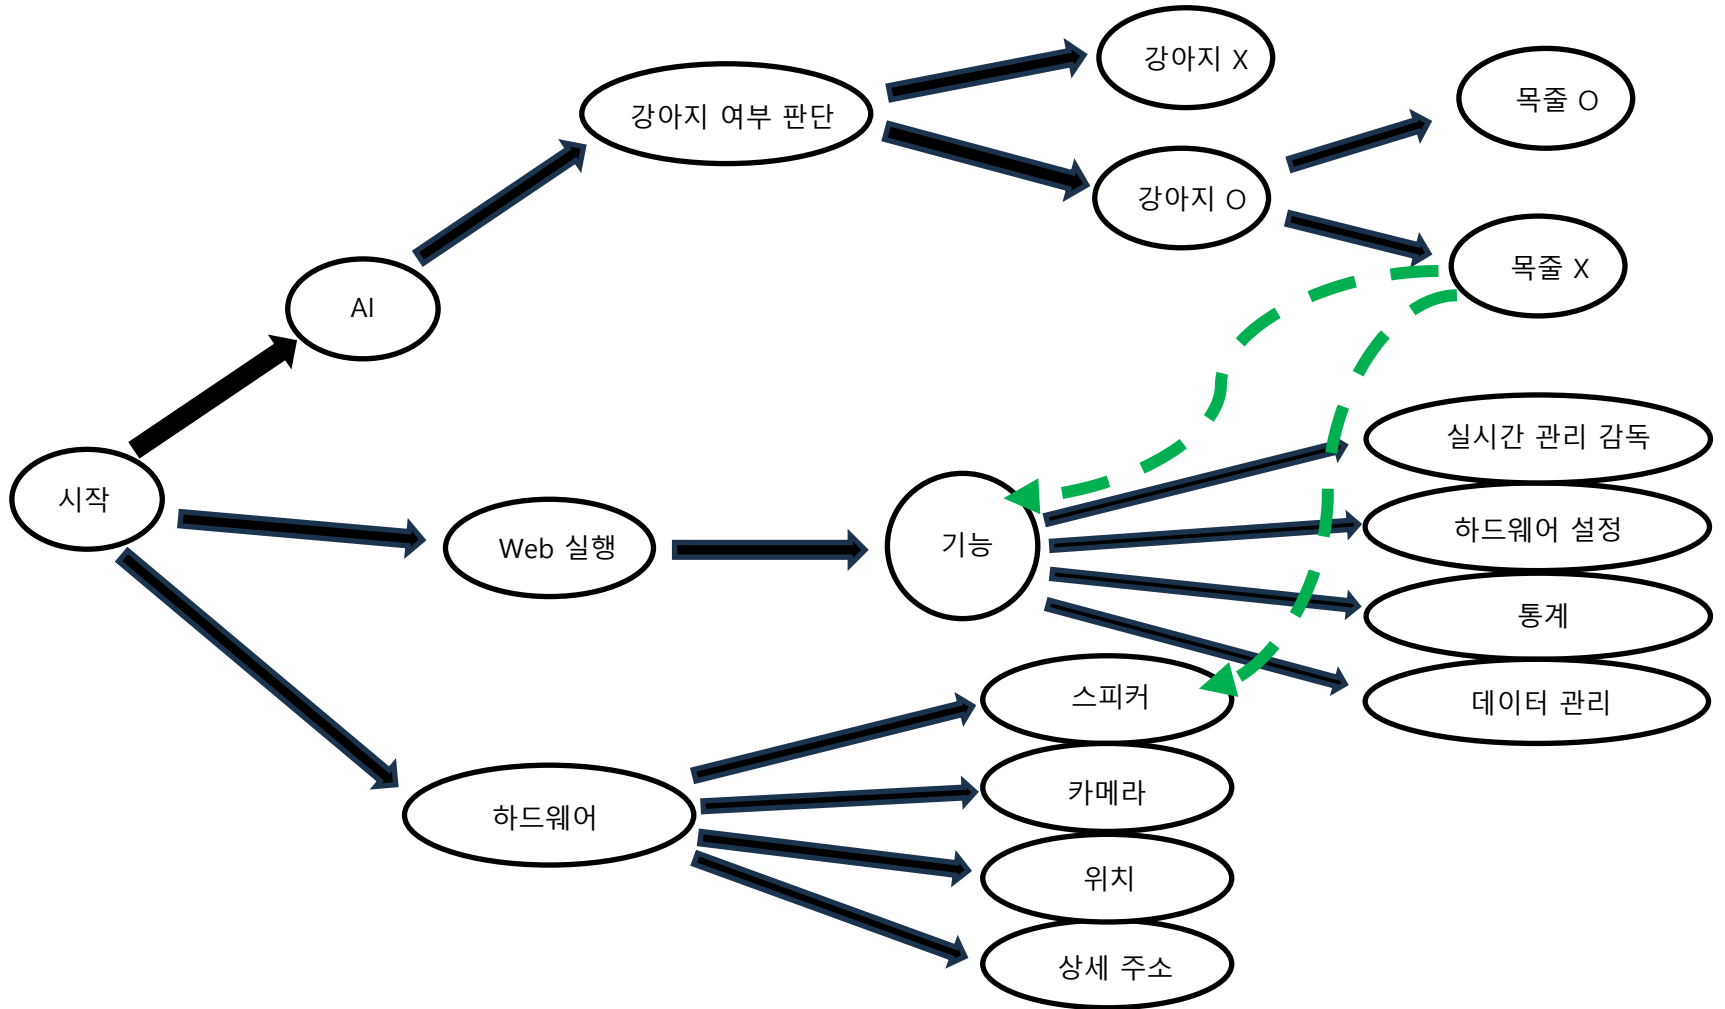 강아지 X
목줄 O
강아지 여부 판단
강아지 O
목줄 X
AI
실시간 관리 감독
시작
하드웨어 설정
Web 실행
기능
통계
스피커
데이터 관리
카메라
하드웨어
위치
상세 주소